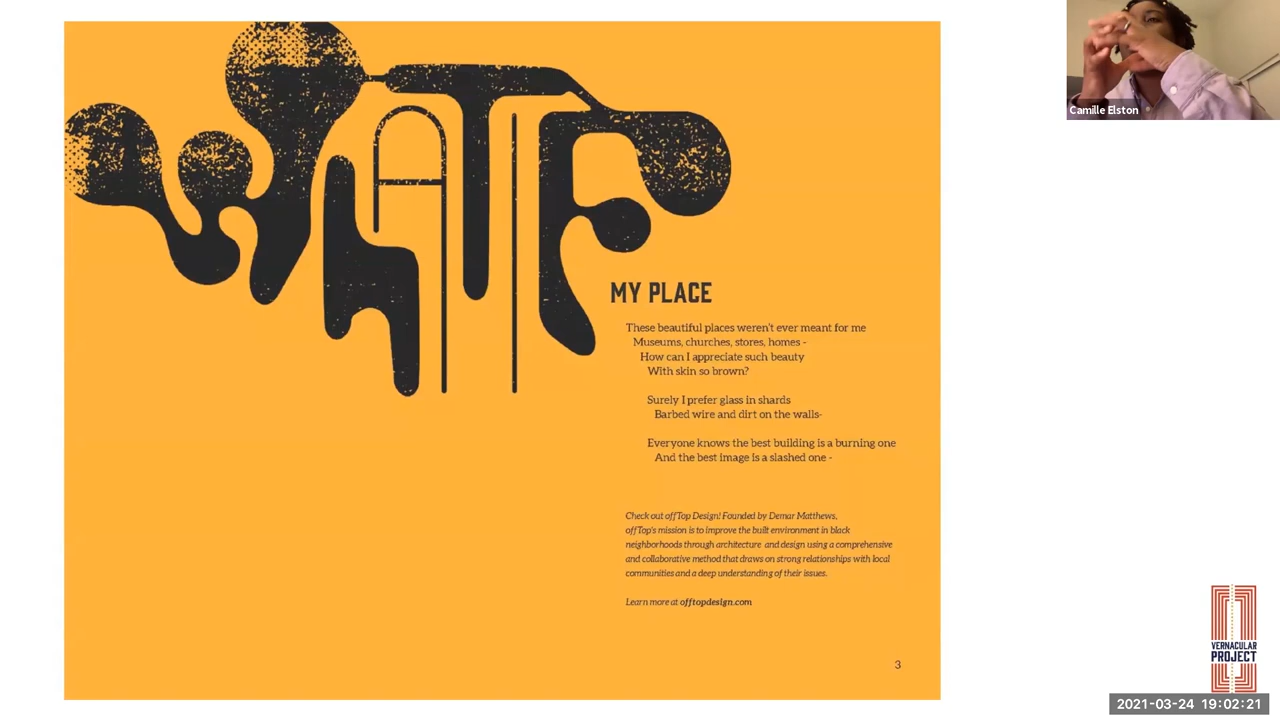 WhAT IF
MY PLACE
These beautiful places weren't ever meant for me
Museums, churches, stores, homes -
How can I appreciate such beauty
With skin so brown?
Surely I prefer glass in shards
Barbed wire and dirt on the walls-
Everyone knows the best building is a burning one
And the best image is a slashed one -
Check out offTop Design! Founded by Demar Matthews,
offTop's mission is to improve the built environment in black
neighborhoods through architecture and design using a comprehensive
and collaborative method that draws on strong relationships with local
communities and a deep understanding of their issues.
Learn more at offtopdesign.com
3
Camille Elston
VERNACULAR
PROJECT
2021-03-24 19:02:21